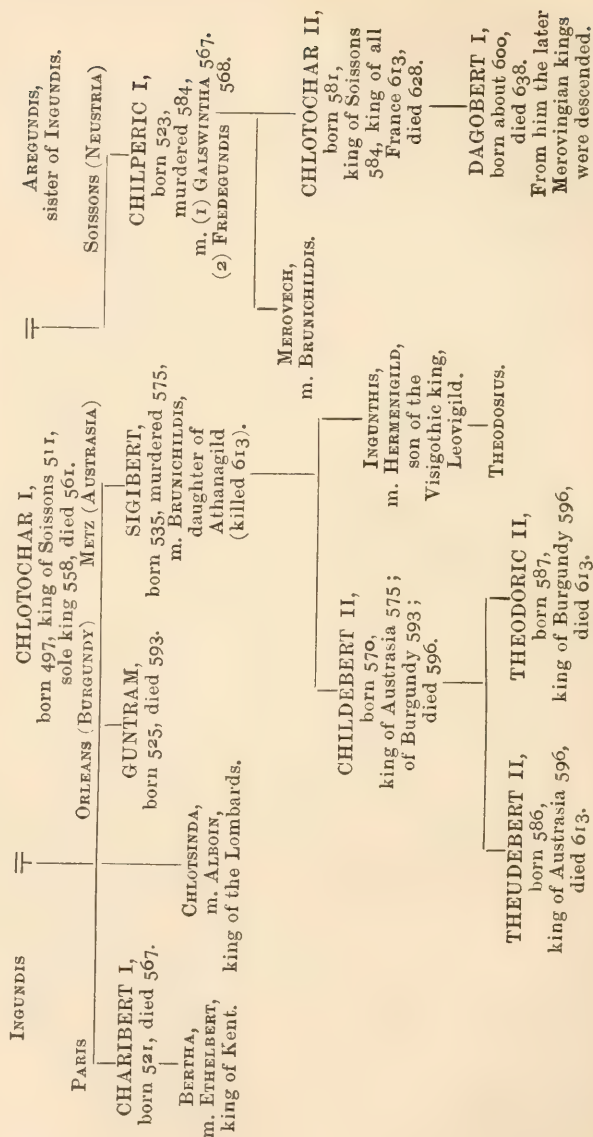 INGUNDIS
CHLOTOCHAR I,
born 497, king of Soissons 511,
sole king 558, died 561.
AREGUNDIS,
sister of INGUNDIS.
PARIS
ORLEANS (BURGUNDY)
METZ (AUSTRASIA)
SOISSONS (NEUSTRIA)
CHARIBERT I,
born 521, died 567.
BERTHA,
m. ETHELBERT,
king of Kent.
CHLOTSINDA,
m. ALBOIN,
king of the Lombards.
GUNTRAM,
born 525, died 593.
SIGIBERT,
born 535, murdered 575,
m. BRUNICHILDIS,
daughter of
Athanagild
(killed 613).
CHILPERIC I,
born 523,
murdered 584,
m. (1) GALSWINTHA 567.
(2) FREDEGUNDIS 568.
CHILDEBERT II,
born 570,
king of Austrasia 575;
of Burgundy 593;
died 596.
INGUNTHIS,
m. HERMENIGILD,
son of the
Visigothic king,
Leovigild.
THEODOSIUS.
MEROVECH,
m. BRUNICHILDIS.
CHLOTOCHAR II,
born 581,
king of Soissons
584, king of all
France 613,
died 628.
THEUDEBERT II,
born 586,
king of Austrasia 596,
died 613.
THEODORIC II,
born 587,
king of Burgundy 596,
died 613.
DAGOBERT I,
born about 600,
died 638.
From him the later
Merovingian kings
were descended.